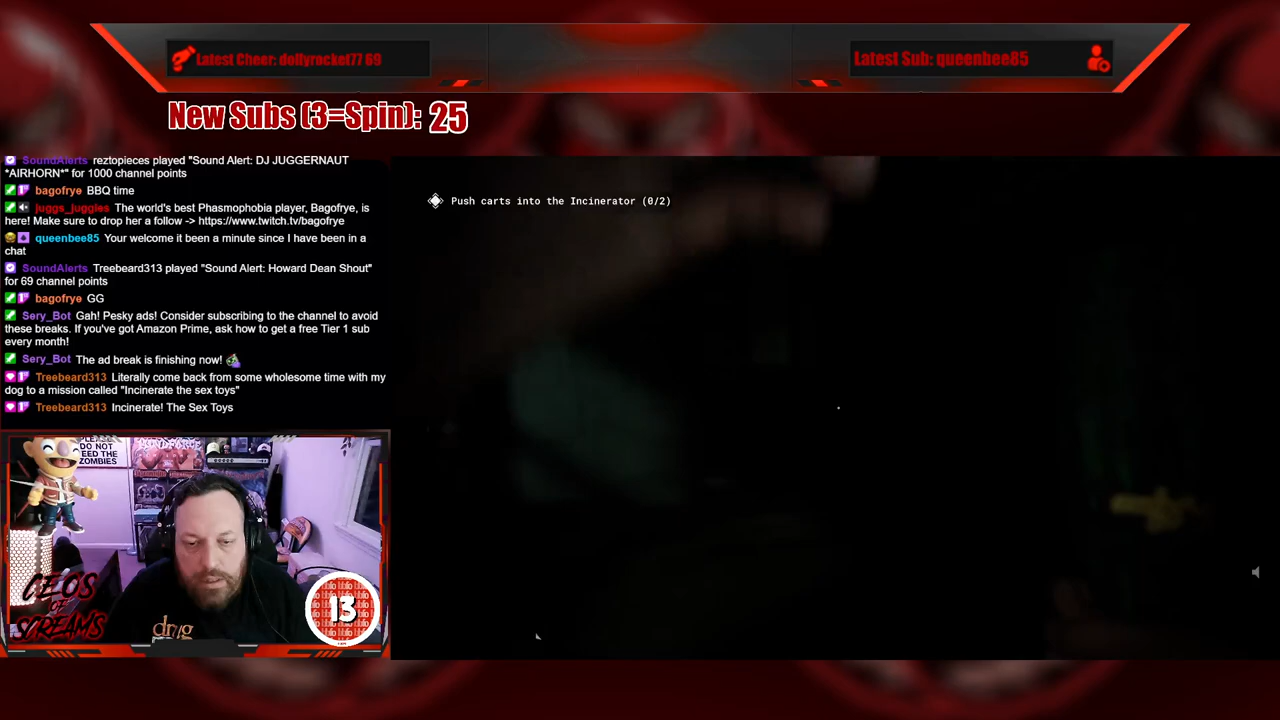 Latest Cheer: dollyrocket77 69
Latest Sub: queenbee85
New Subs (3=Spin): 25
SoundAlerts reztopieces played "Sound Alert: DJ JUGGERNAUT
*AIRHORN*" for 1000 channel points
bagofrye BBQ time
juggs_juggles The world's best Phasmophobia player, Bagofrye, is
here! Make sure to drop her a follow -> https://www.twitch.tv/bagofrye
queenbee85 Your welcome it been a minute since I have been in a
chat
SoundAlerts Treebeard313 played "Sound Alert: Howard Dean Shout"
for 69 channel points
bagofrye GG
Sery_Bot Gah! Pesky ads! Consider subscribing to the channel to avoid
these breaks. If you've got Amazon Prime, ask how to get a free Tier 1 sub
every month!
Sery_Bot The ad break is finishing now!
Treebeard313 Literally come back from some wholesome time with my
dog to a mission called "Incinerate the sex toys"
Treebeard313 Incinerate! The Sex Toys
Push carts into the Incinerator (0/2)
PLEASE
DO NOT
FEED THE
ZOMBIES
CEOS
OF
SCREAMS
13
drug